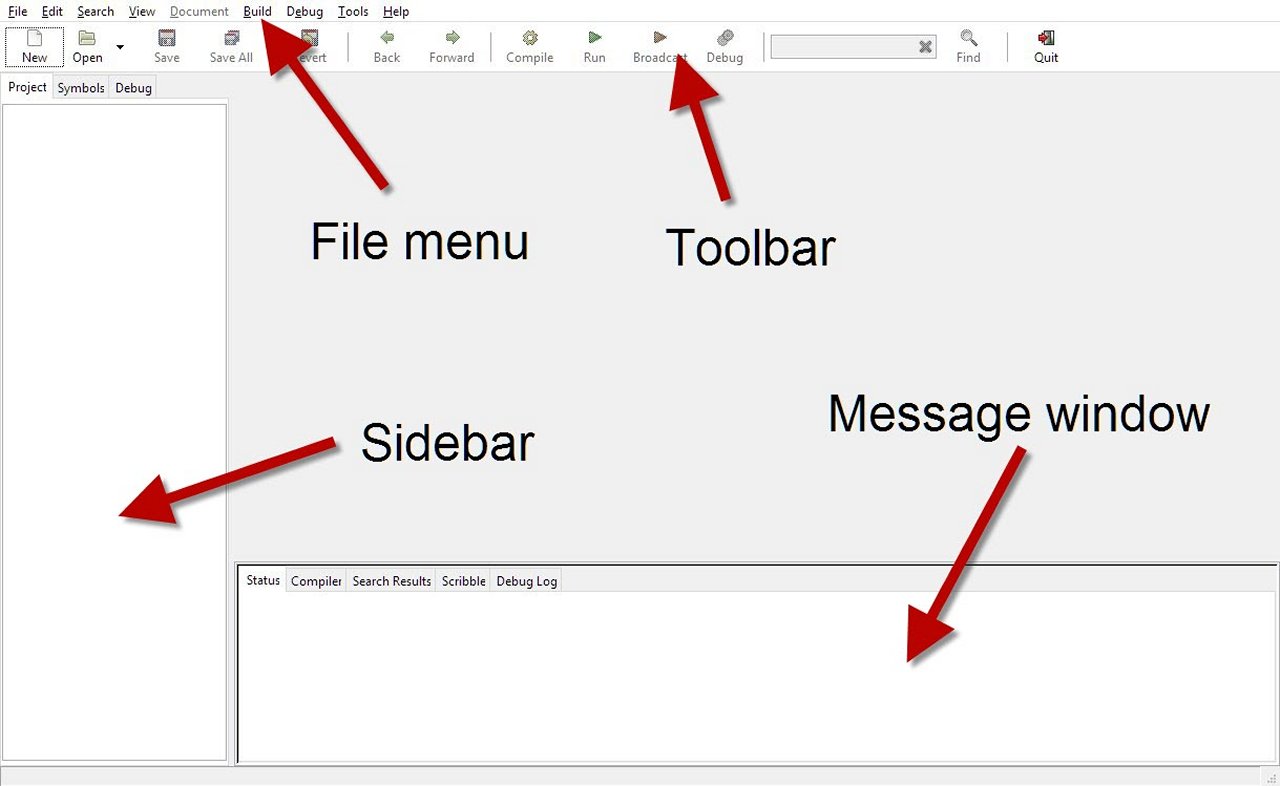 File Edit Search View Document Build Debug Tools Help
New Open Save Save All Back Forward Compile Run Broadcast Debug Find Quit
Project Symbols Debug
File menu
Toolbar
Message window
Sidebar
Status Compiler Search Results Scribble Debug Log